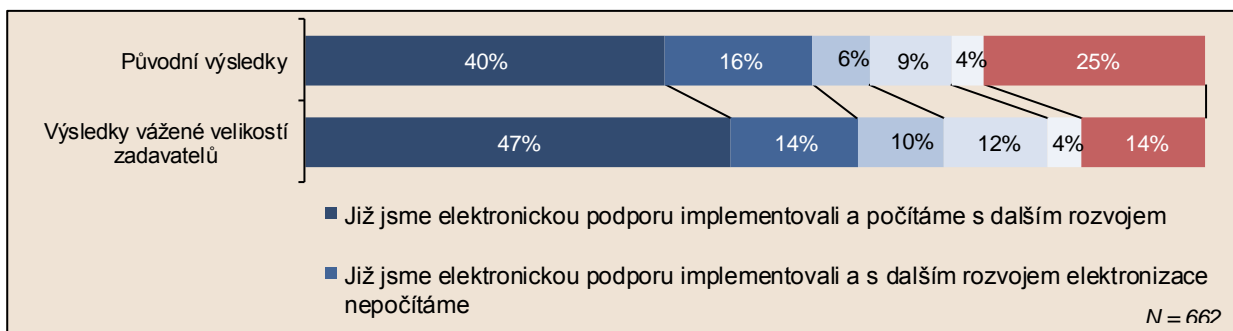 Původní výsledky
40%
16%
6%
9%
4%
25%
Výsledky vážené velikostí
zadavatelů
47%
14%
10%
12%
4%
14%
Již jsme elektronickou podporu implementovali a počítáme s dalším rozvojem
Již jsme elektronickou podporu implementovali a s dalším rozvojem elektronizace
nepočítáme
N = 662